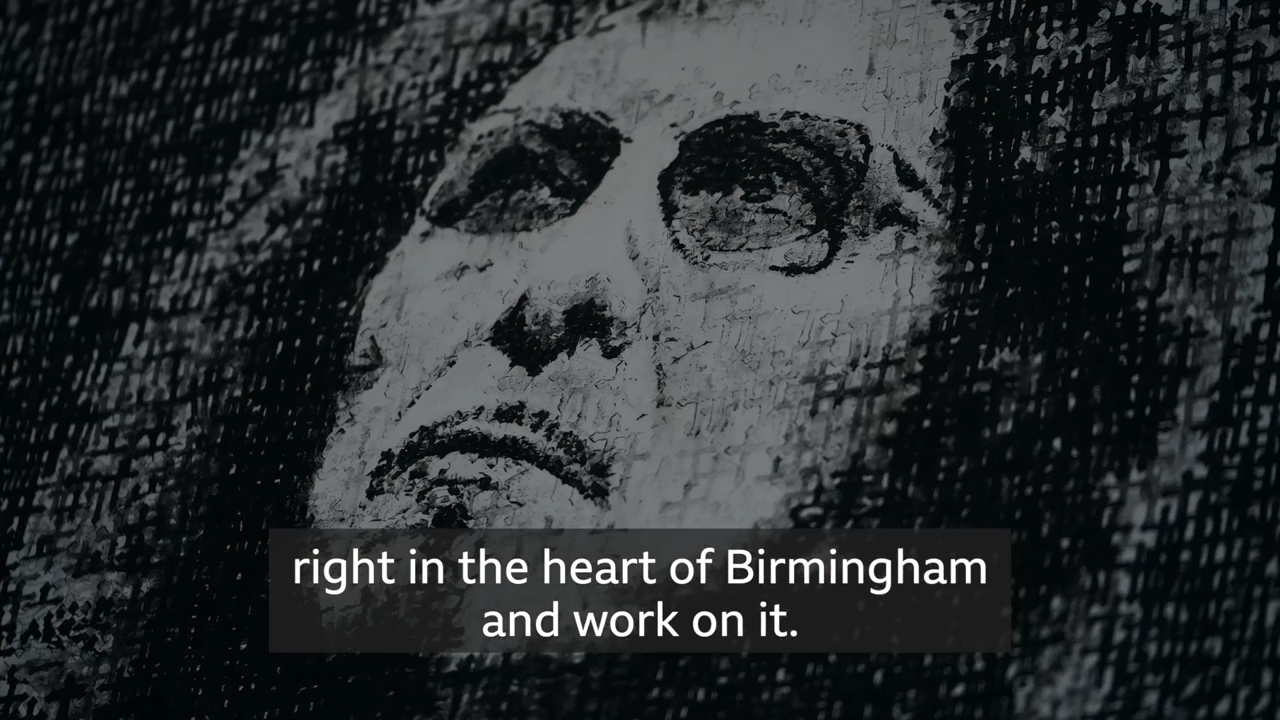 right in the heart of Birmingham
and work on it.